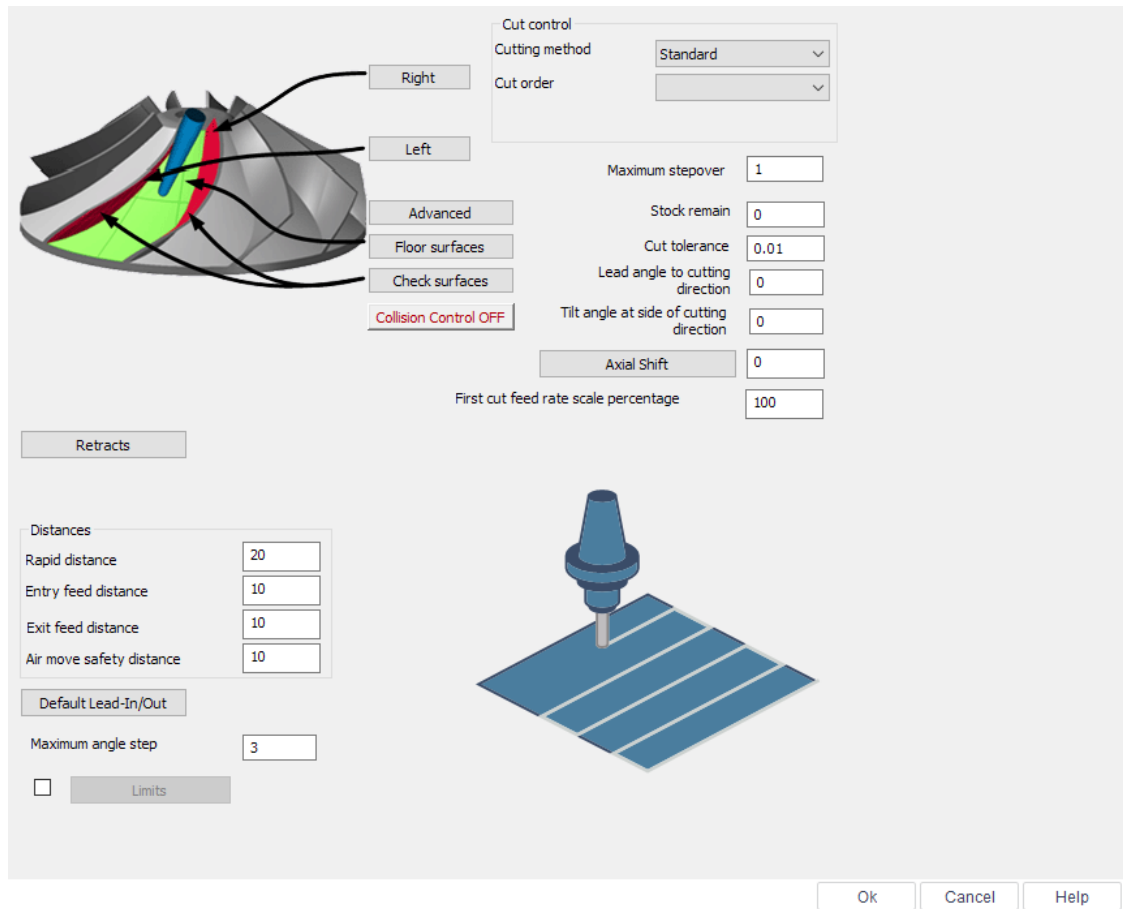 Cut control
Cutting method
Standard
Right
Cut order
Left
Maximum stepover
1
Advanced
Stock remain
0
Floor surfaces
Cut tolerance
0.01
Check surfaces
Lead angle to cutting
direction
0
Collision Control OFF
Tilt angle at side of cutting
direction
0
Axial Shift
0
First cut feed rate scale percentage
100
Retracts
Distances
Rapid distance
20
Entry feed distance
10
Exit feed distance
10
Air move safety distance
10
Default Lead-In/Out
Maximum angle step
3
Limits
Ok
Cancel
Help